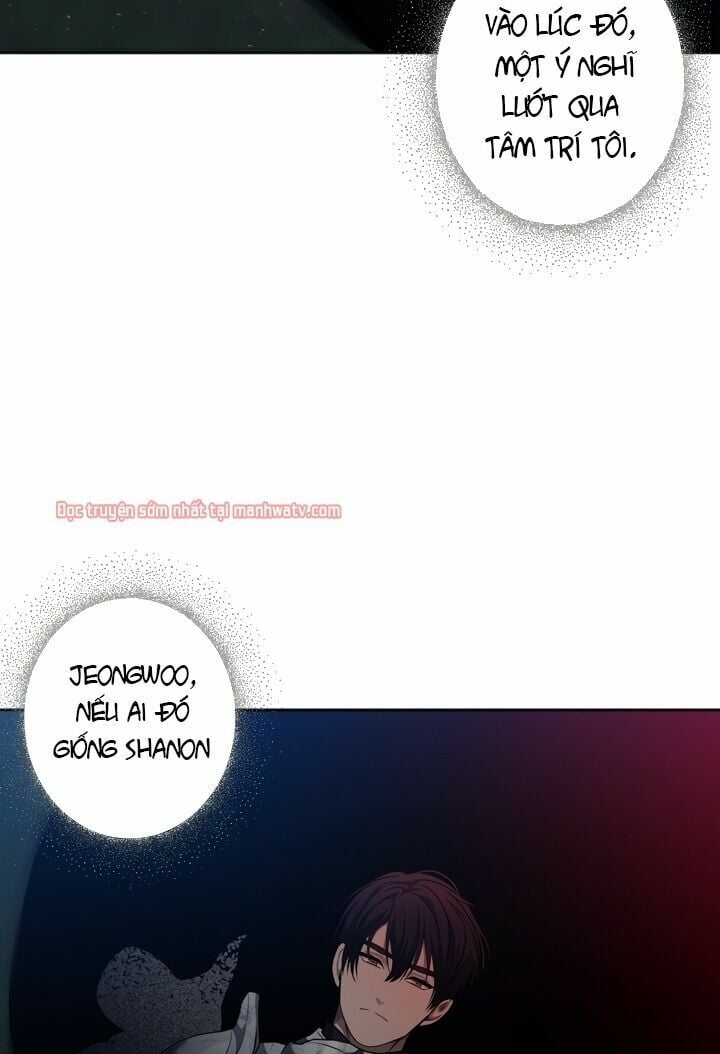 VÀO LÚC ĐÓ,
MỘT Ý NGHĨ
LƯỚT QUA
TÂM TRÍ TÔI.
Đọc truyện sớm nhất tại manhwatv.com
JEONGWOO,
NẾU AI ĐÓ
GIỐNG SHANON